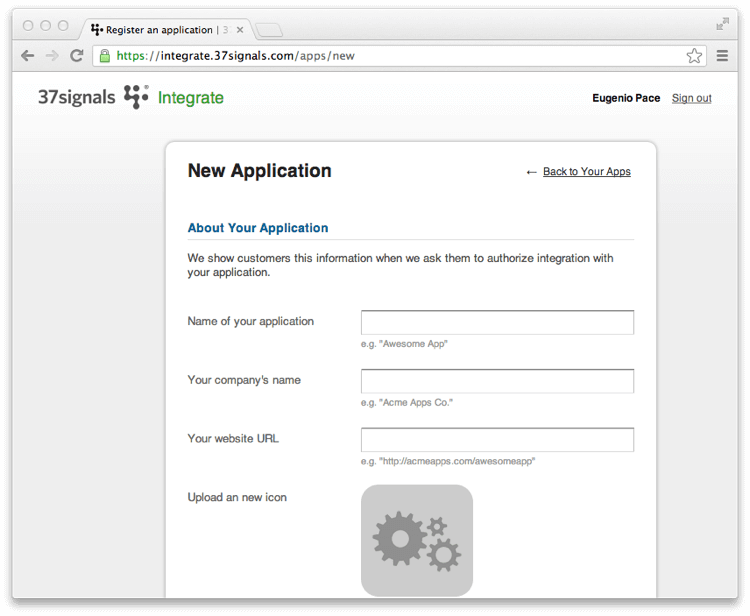 Register an application | 3
https://integrate.37signals.com/apps/new
37signals ® Integrate
Eugenio Pace Sign out
New Application
← Back to Your Apps
About Your Application
We show customers this information when we ask them to authorize integration with
your application.
Name of your application
e.g. "Awesome App"
Your company's name
e.g. "Acme Apps Co."
Your website URL
e.g. "http://acmeapps.com/awesomeapp"
Upload an new icon